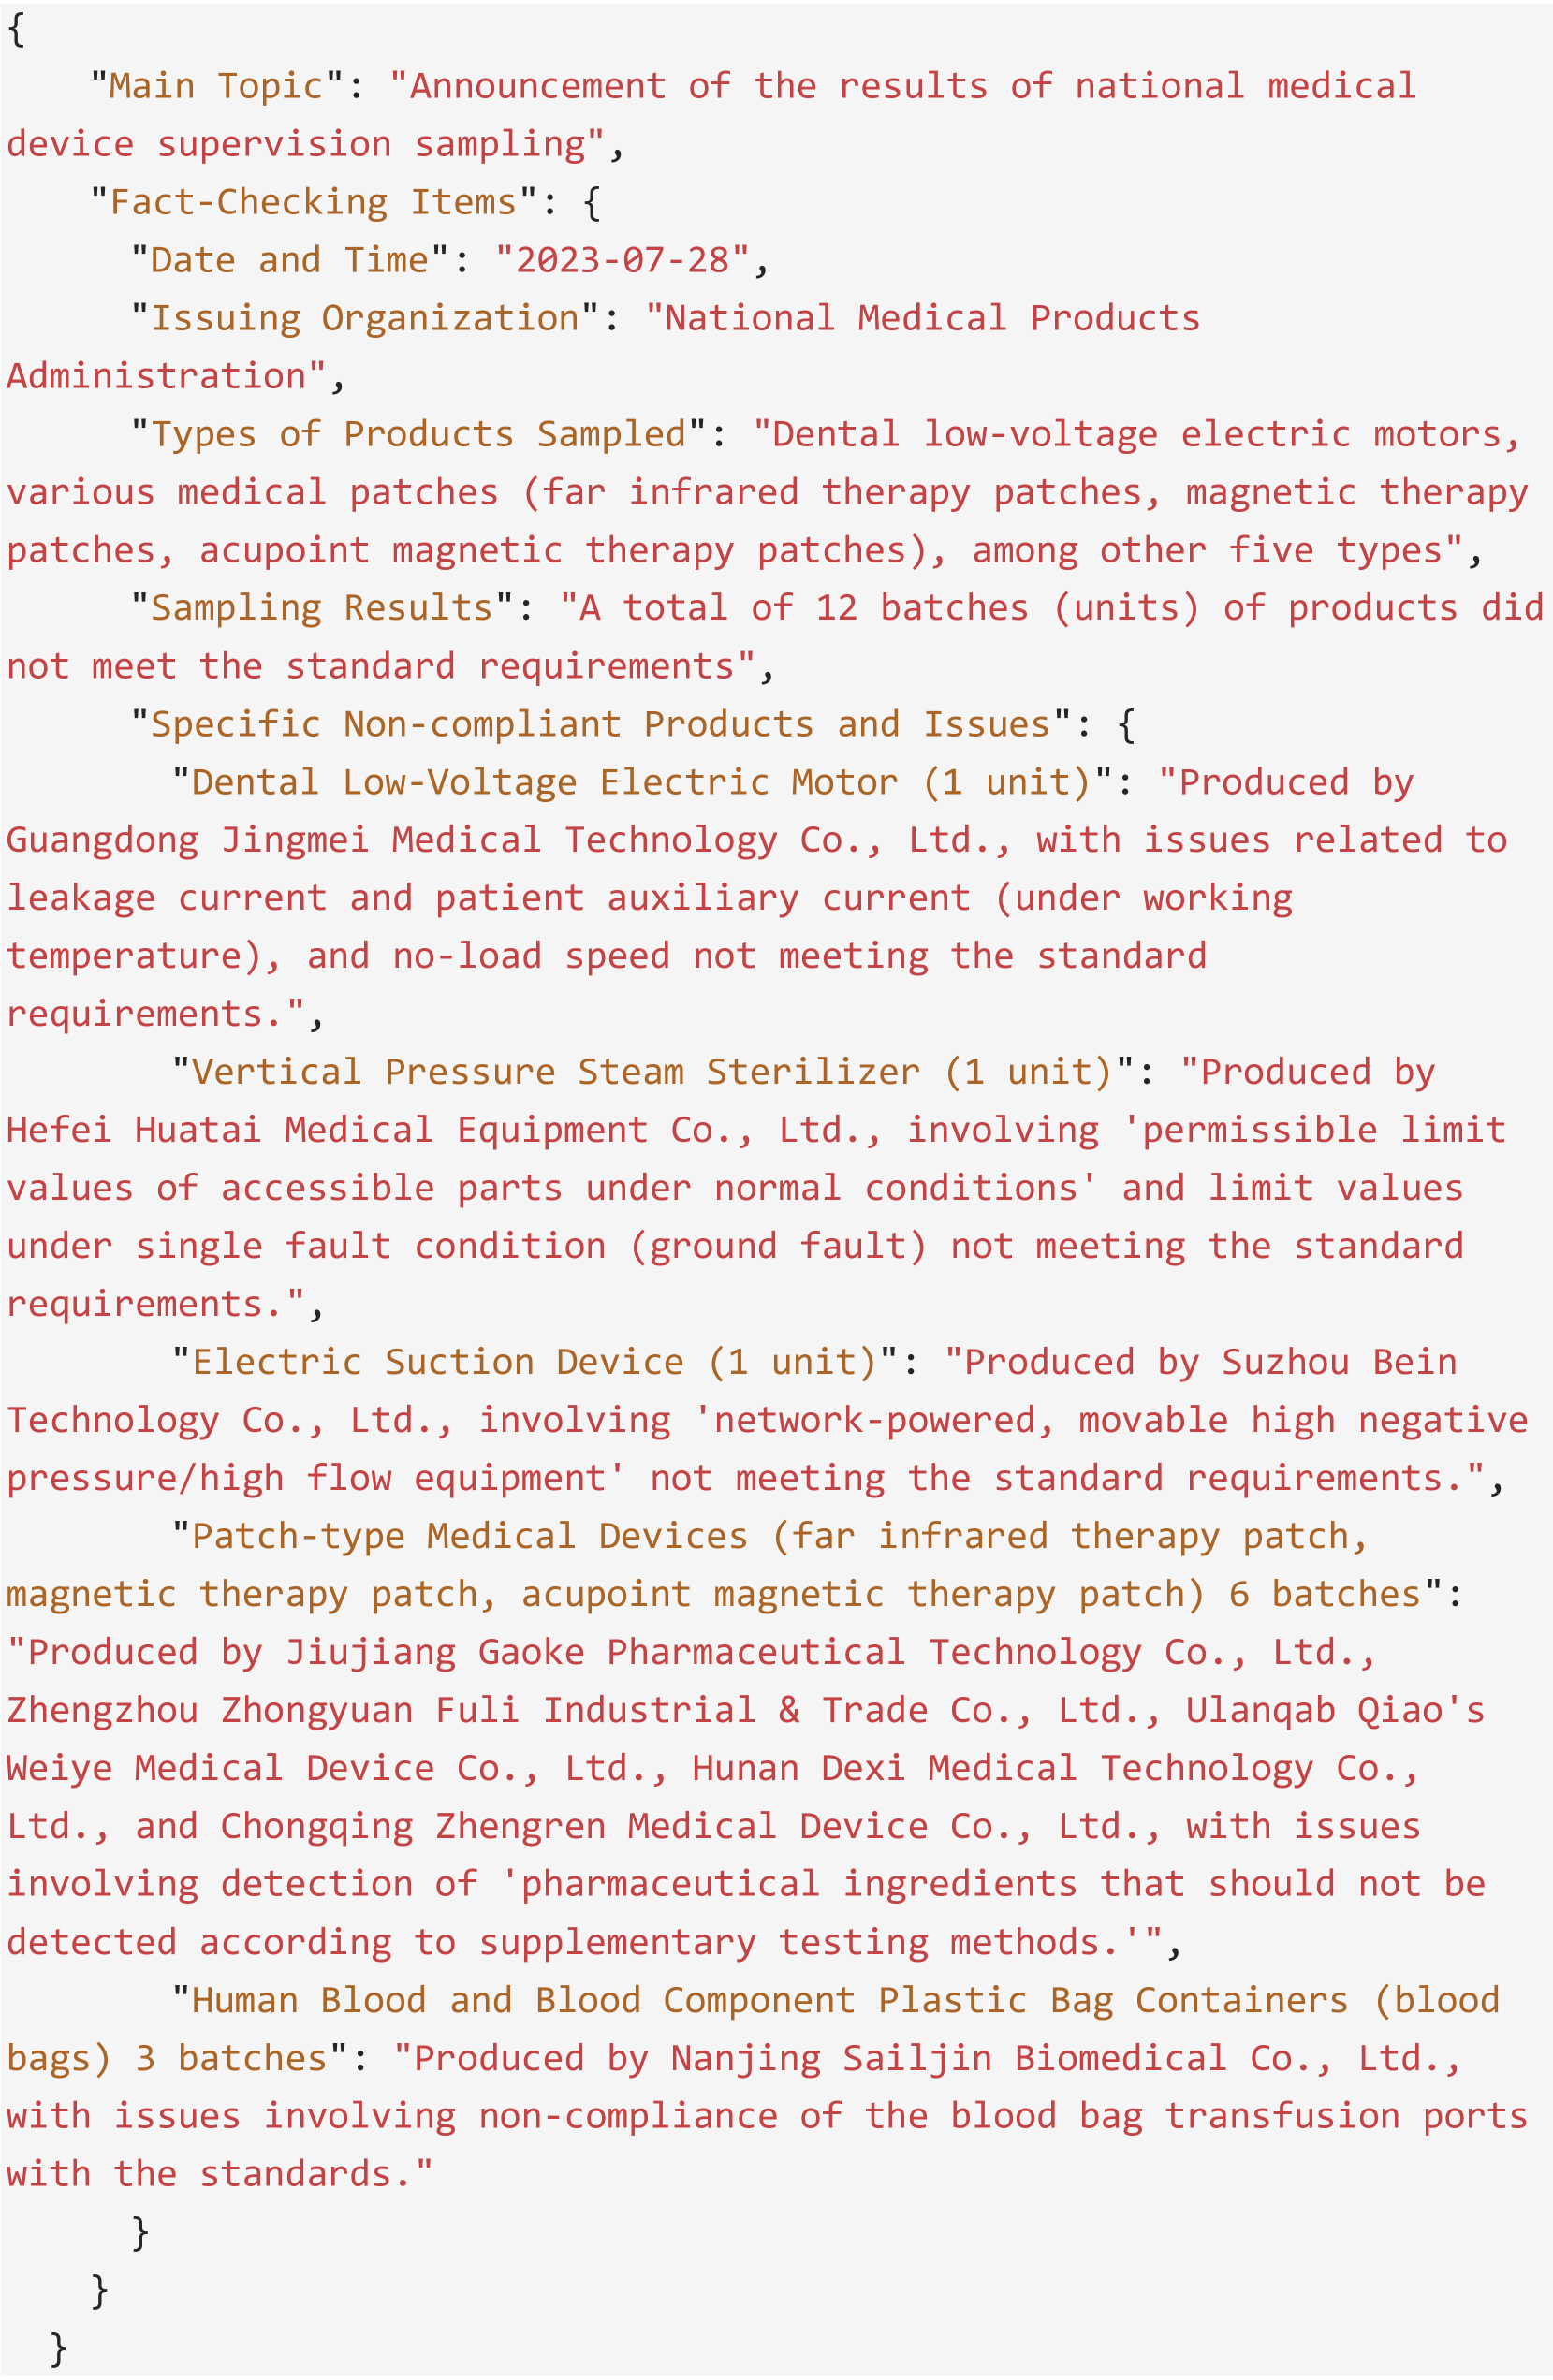 {
    "Main Topic": "Announcement of the results of national medical
device supervision sampling",
    "Fact-Checking Items": {
      "Date and Time": "2023-07-28",
      "Issuing Organization": "National Medical Products
Administration",
      "Types of Products Sampled": "Dental low-voltage electric motors,
various medical patches (far infrared therapy patches, magnetic therapy
patches, acupoint magnetic therapy patches), among other five types",
      "Sampling Results": "A total of 12 batches (units) of products did
not meet the standard requirements",
      "Specific Non-compliant Products and Issues": {
        "Dental Low-Voltage Electric Motor (1 unit)": "Produced by
Guangdong Jingmei Medical Technology Co., Ltd., with issues related to
leakage current and patient auxiliary current (under working
temperature), and no-load speed not meeting the standard
requirements.",
        "Vertical Pressure Steam Sterilizer (1 unit)": "Produced by
Hefei Huatai Medical Equipment Co., Ltd., involving 'permissible limit
values of accessible parts under normal conditions' and limit values
under single fault condition (ground fault) not meeting the standard
requirements.",
        "Electric Suction Device (1 unit)": "Produced by Suzhou Bein
Technology Co., Ltd., involving 'network-powered, movable high negative
pressure/high flow equipment' not meeting the standard requirements.",
        "Patch-type Medical Devices (far infrared therapy patch,
magnetic therapy patch, acupoint magnetic therapy patch) 6 batches":
"Produced by Jiujiang Gaoke Pharmaceutical Technology Co., Ltd.,
Zhengzhou Zhongyuan Fuli Industrial & Trade Co., Ltd., Ulanqab Qiao's
Weiye Medical Device Co., Ltd., Hunan Dexi Medical Technology Co.,
Ltd., and Chongqing Zhengren Medical Device Co., Ltd., with issues
involving detection of 'pharmaceutical ingredients that should not be
detected according to supplementary testing methods.'",
        "Human Blood and Blood Component Plastic Bag Containers (blood
bags) 3 batches": "Produced by Nanjing Sailjin Biomedical Co., Ltd.,
with issues involving non-compliance of the blood bag transfusion ports
with the standards."
      }
    }
  }